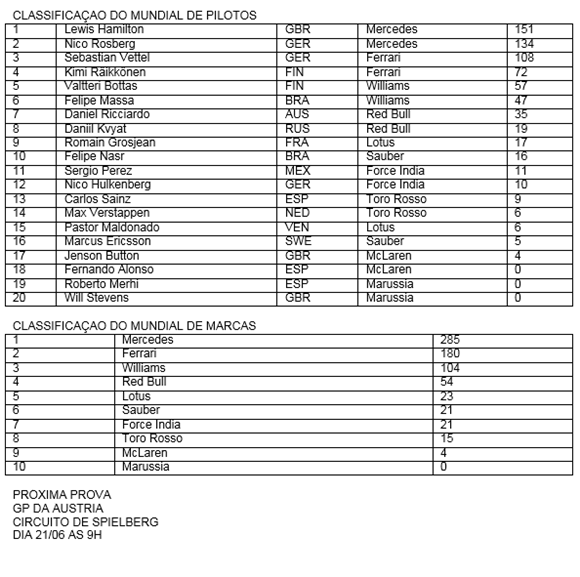 CLASSIFICAÇAO DO MUNDIAL DE PILOTOS
1 Lewis Hamilton GBR Mercedes 151
2 Nico Rosberg GER Mercedes 134
3 Sebastian Vettel GER Ferrari 108
4 Kimi Räikkönen FIN Ferrari 72
5 Valtteri Bottas FIN Williams 57
6 Felipe Massa BRA Williams 47
7 Daniel Ricciardo AUS Red Bull 35
8 Daniil Kvyat RUS Red Bull 19
9 Romain Grosjean FRA Lotus 17
10 Felipe Nasr BRA Sauber 16
11 Sergio Perez MEX Force India 11
12 Nico Hulkenberg GER Force India 10
13 Carlos Sainz ESP Toro Rosso 9
14 Max Verstappen NED Toro Rosso 6
15 Pastor Maldonado VEN Lotus 6
16 Marcus Ericsson SWE Sauber 5
17 Jenson Button GBR McLaren 4
18 Fernando Alonso ESP McLaren 0
19 Roberto Merhi ESP Marussia 0
20 Will Stevens GBR Marussia 0
CLASSIFICAÇAO DO MUNDIAL DE MARCAS
1 Mercedes 285
2 Ferrari 180
3 Williams 104
4 Red Bull 54
5 Lotus 23
6 Sauber 21
7 Force India 21
8 Toro Rosso 15
9 McLaren 4
10 Marussia 0
PROXIMA PROVA
GP DA AUSTRIA
CIRCUITO DE SPIELBERG
DIA 21/06 AS 9H